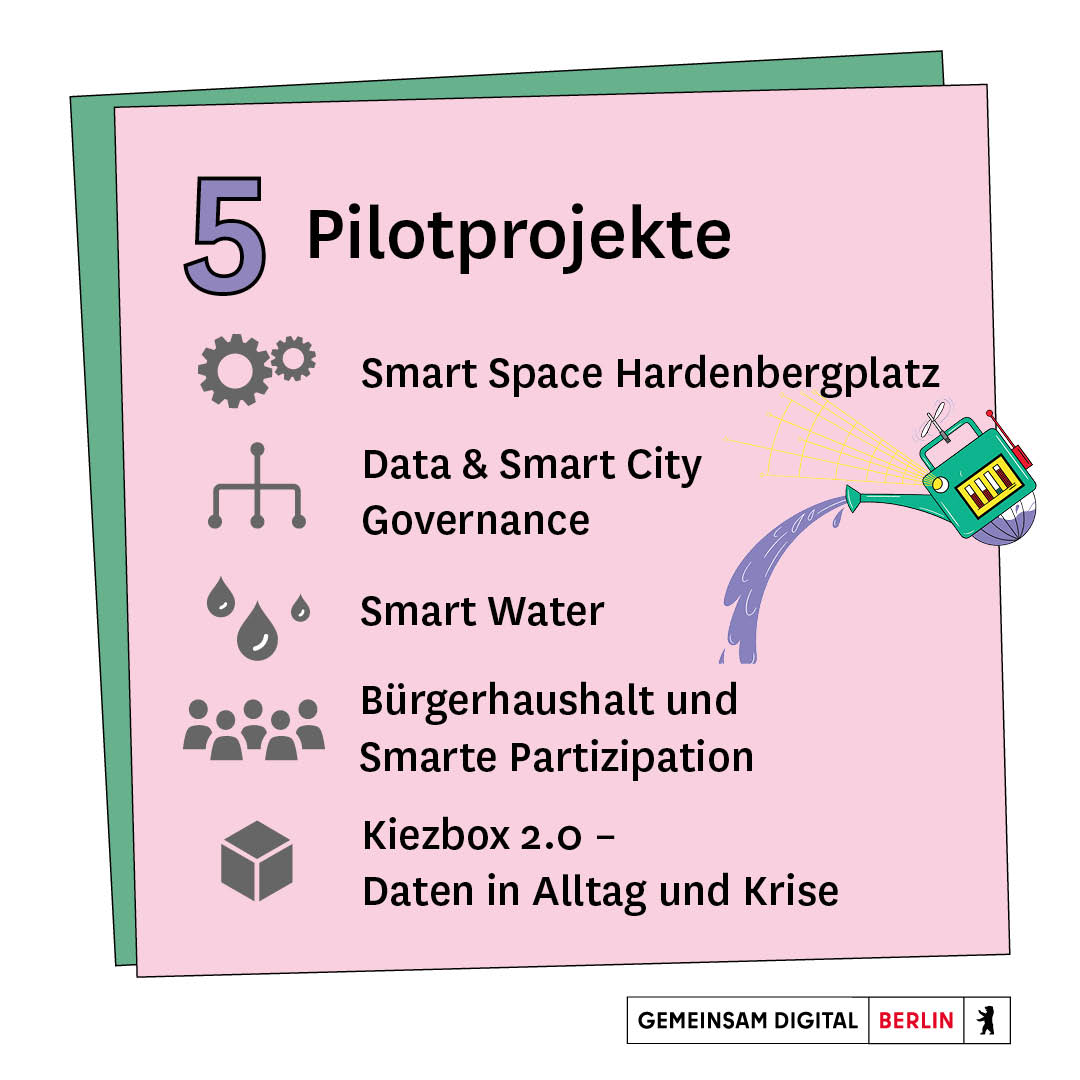 5 Pilotprojekte
Smart Space Hardenbergplatz
Data & Smart City
Governance
Smart Water
Bürgerhaushalt und
Smarte Partizipation
Kiezbox 2.0 –
Daten in Alltag und Krise
GEMEINSAM DIGITAL BERLIN